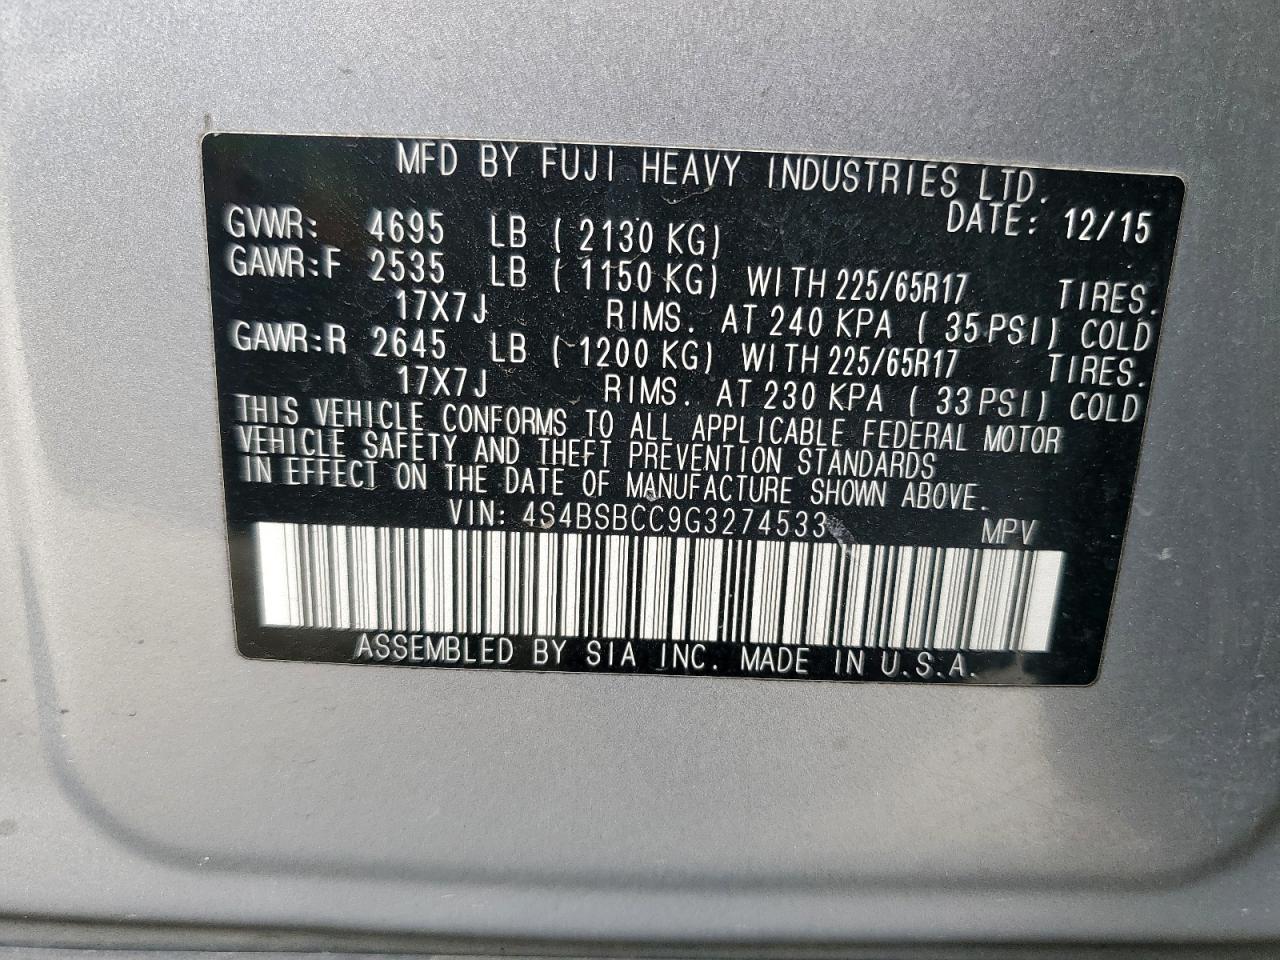 MFD BY FUJI HEAVY INDUSTRIES LTD.
DATE: 12/15
GVWR: 4695 LB ( 2130 KG)
GAWR:F 2535 LB ( 1150 KG) WITH 225/65R17 TIRES.
17X7J RIMS. AT 240 KPA ( 35 PSI) COLD
GAWR:R 2645 LB ( 1200 KG) WITH 225/65R17 TIRES.
17X7J RIMS. AT 230 KPA ( 33 PSI) COLD
THIS VEHICLE CONFORMS TO ALL APPLICABLE FEDERAL MOTOR
VEHICLE SAFETY AND THEFT PREVENTION STANDARDS
IN EFFECT ON THE DATE OF MANUFACTURE SHOWN ABOVE.
VIN: 4S4BSBCC9G3274533 MPV
ASSEMBLED BY SIA INC. MADE IN U.S.A.